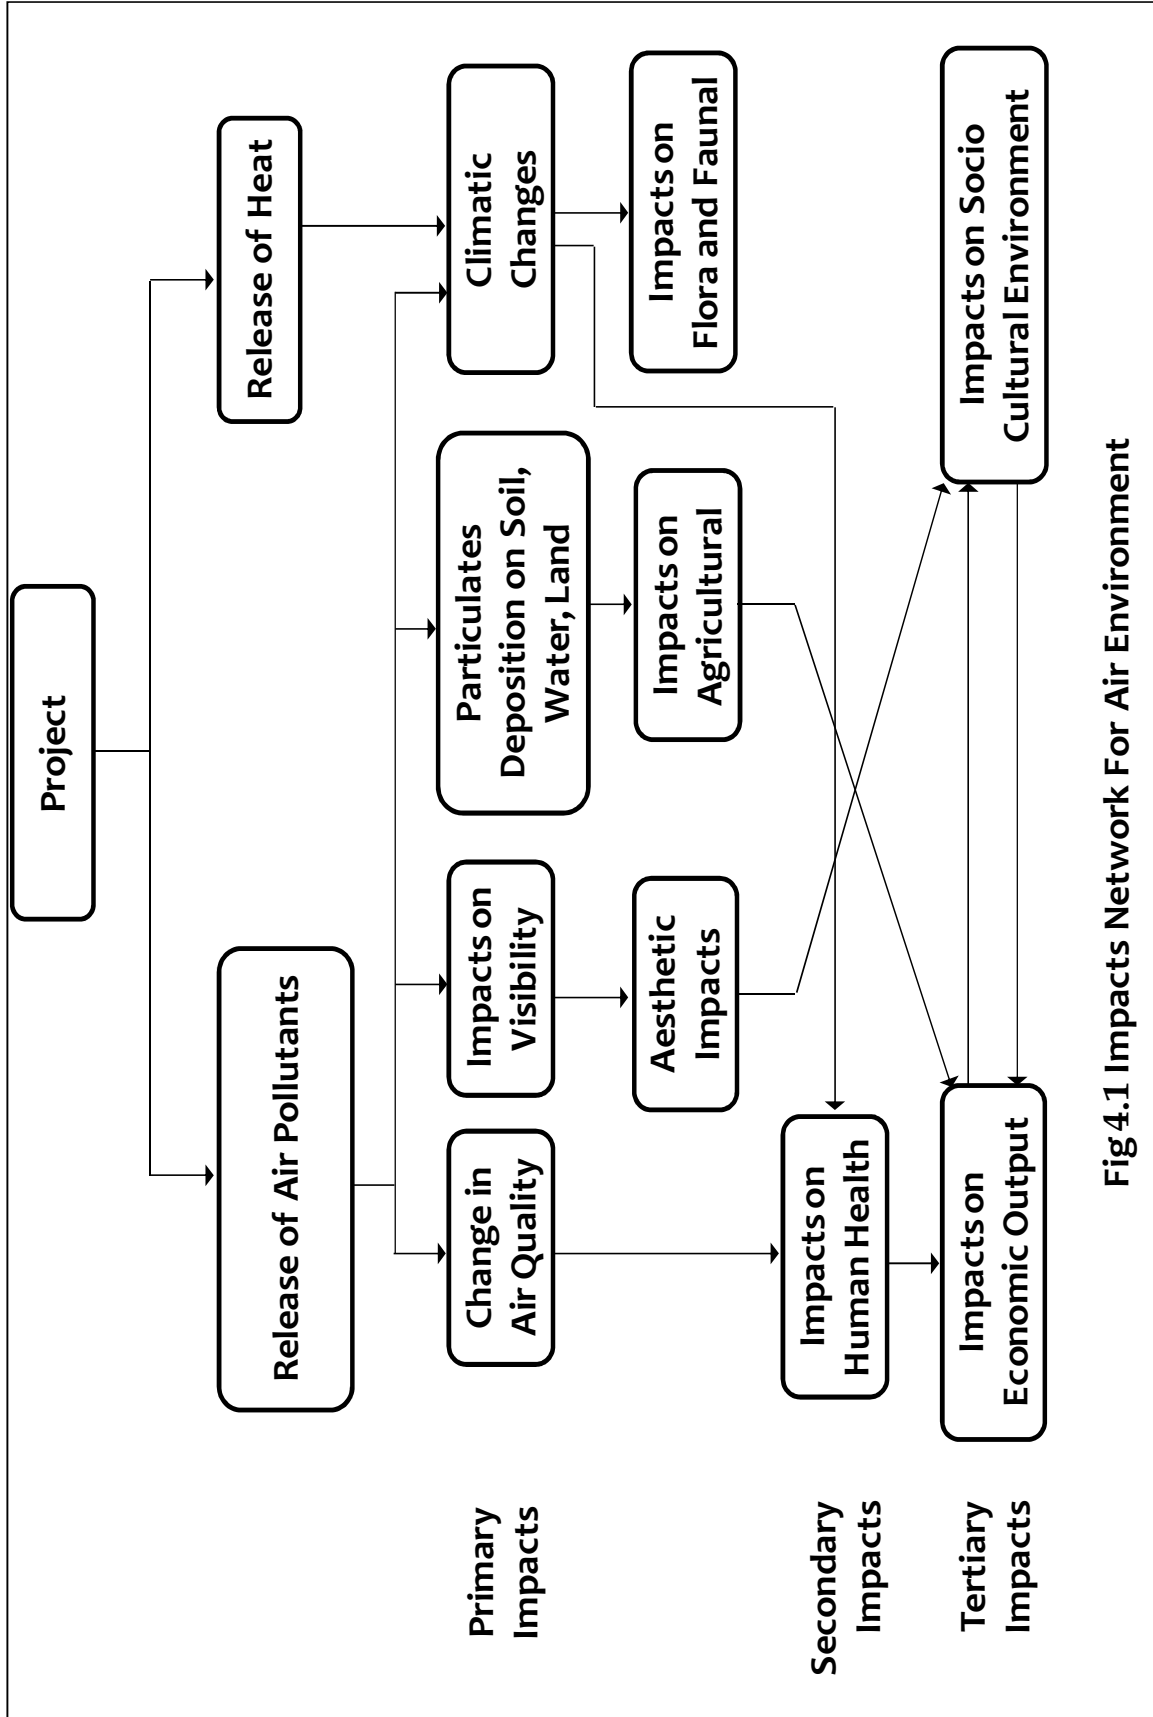 Project
Release of Air Pollutants
Release of Heat
Primary
Impacts
Change in
Air Quality
Impacts on
Visibility
Particulates
Deposition on Soil,
Water, Land
Climatic
Changes
Aesthetic
Impacts
Impacts on
Agricultural
Impacts on
Flora and Faunal
Secondary
Impacts
Impacts on
Human Health
Tertiary
Impacts
Impacts on
Economic Output
Impacts on Socio
Cultural Environment
Fig 4.1 Impacts Network For Air Environment